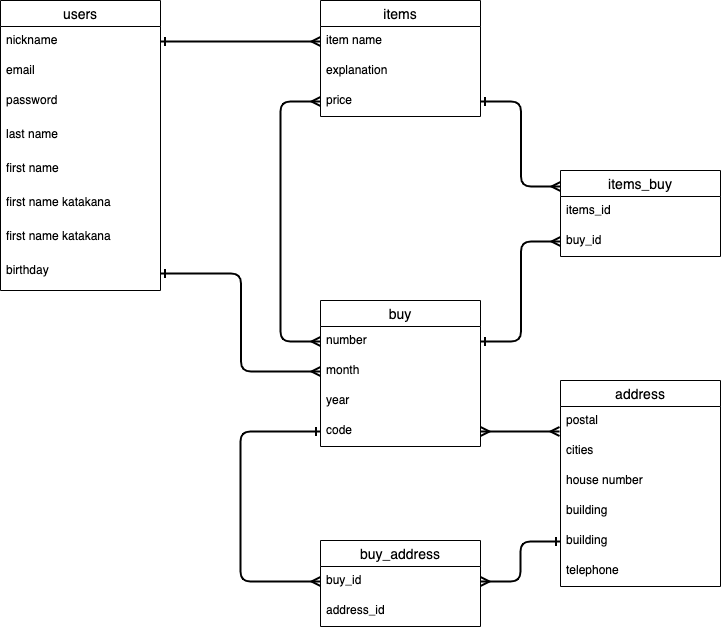 users
nickname
email
password
last name
first name
first name katakana
first name katakana
birthday
items
item name
explanation
price
items_buy
items_id
buy_id
buy
number
month
year
code
address
postal
cities
house number
building
building
telephone
buy_address
buy_id
address_id